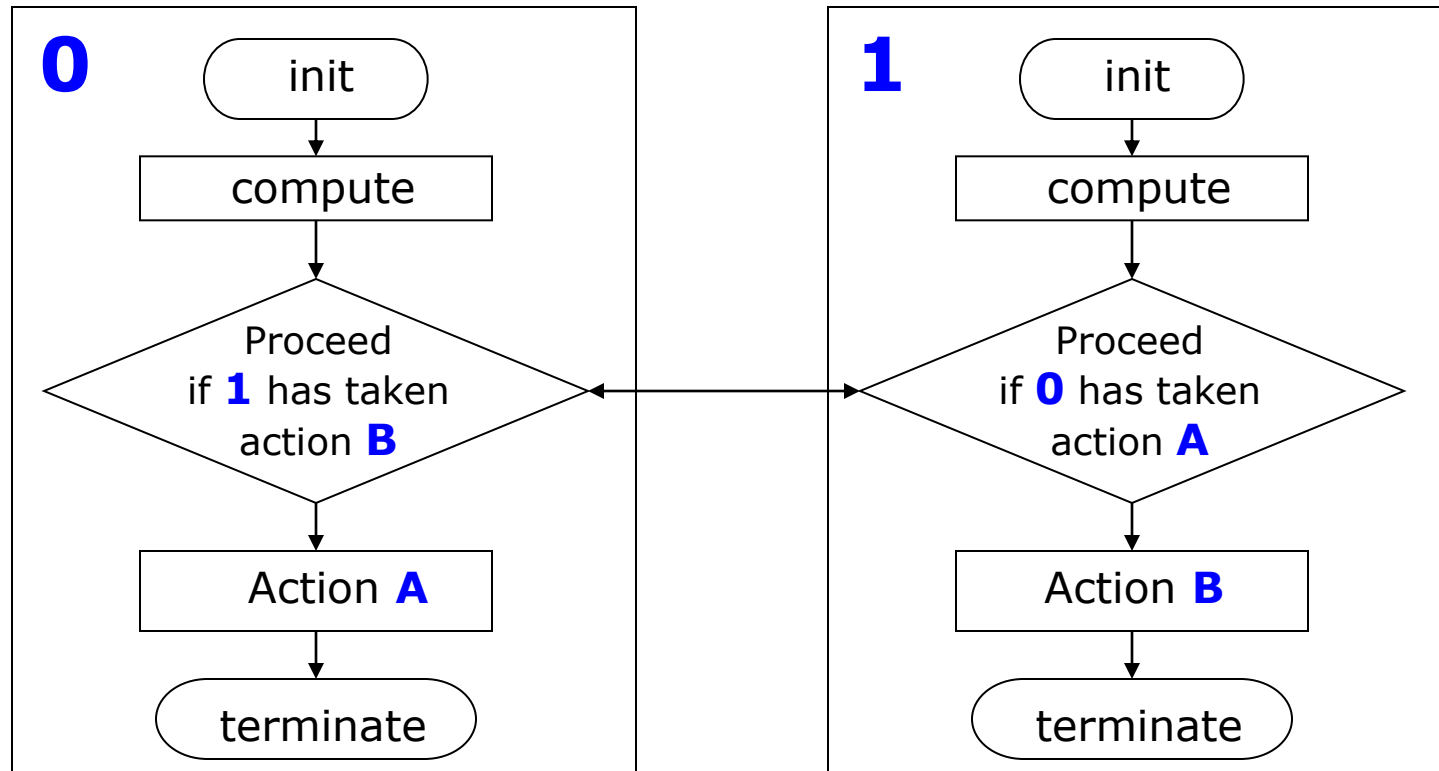 0
init
compute
Proceed
if 1 has taken
action B
Action A
terminate
1
init
compute
Proceed
if 0 has taken
action A
Action B
terminate